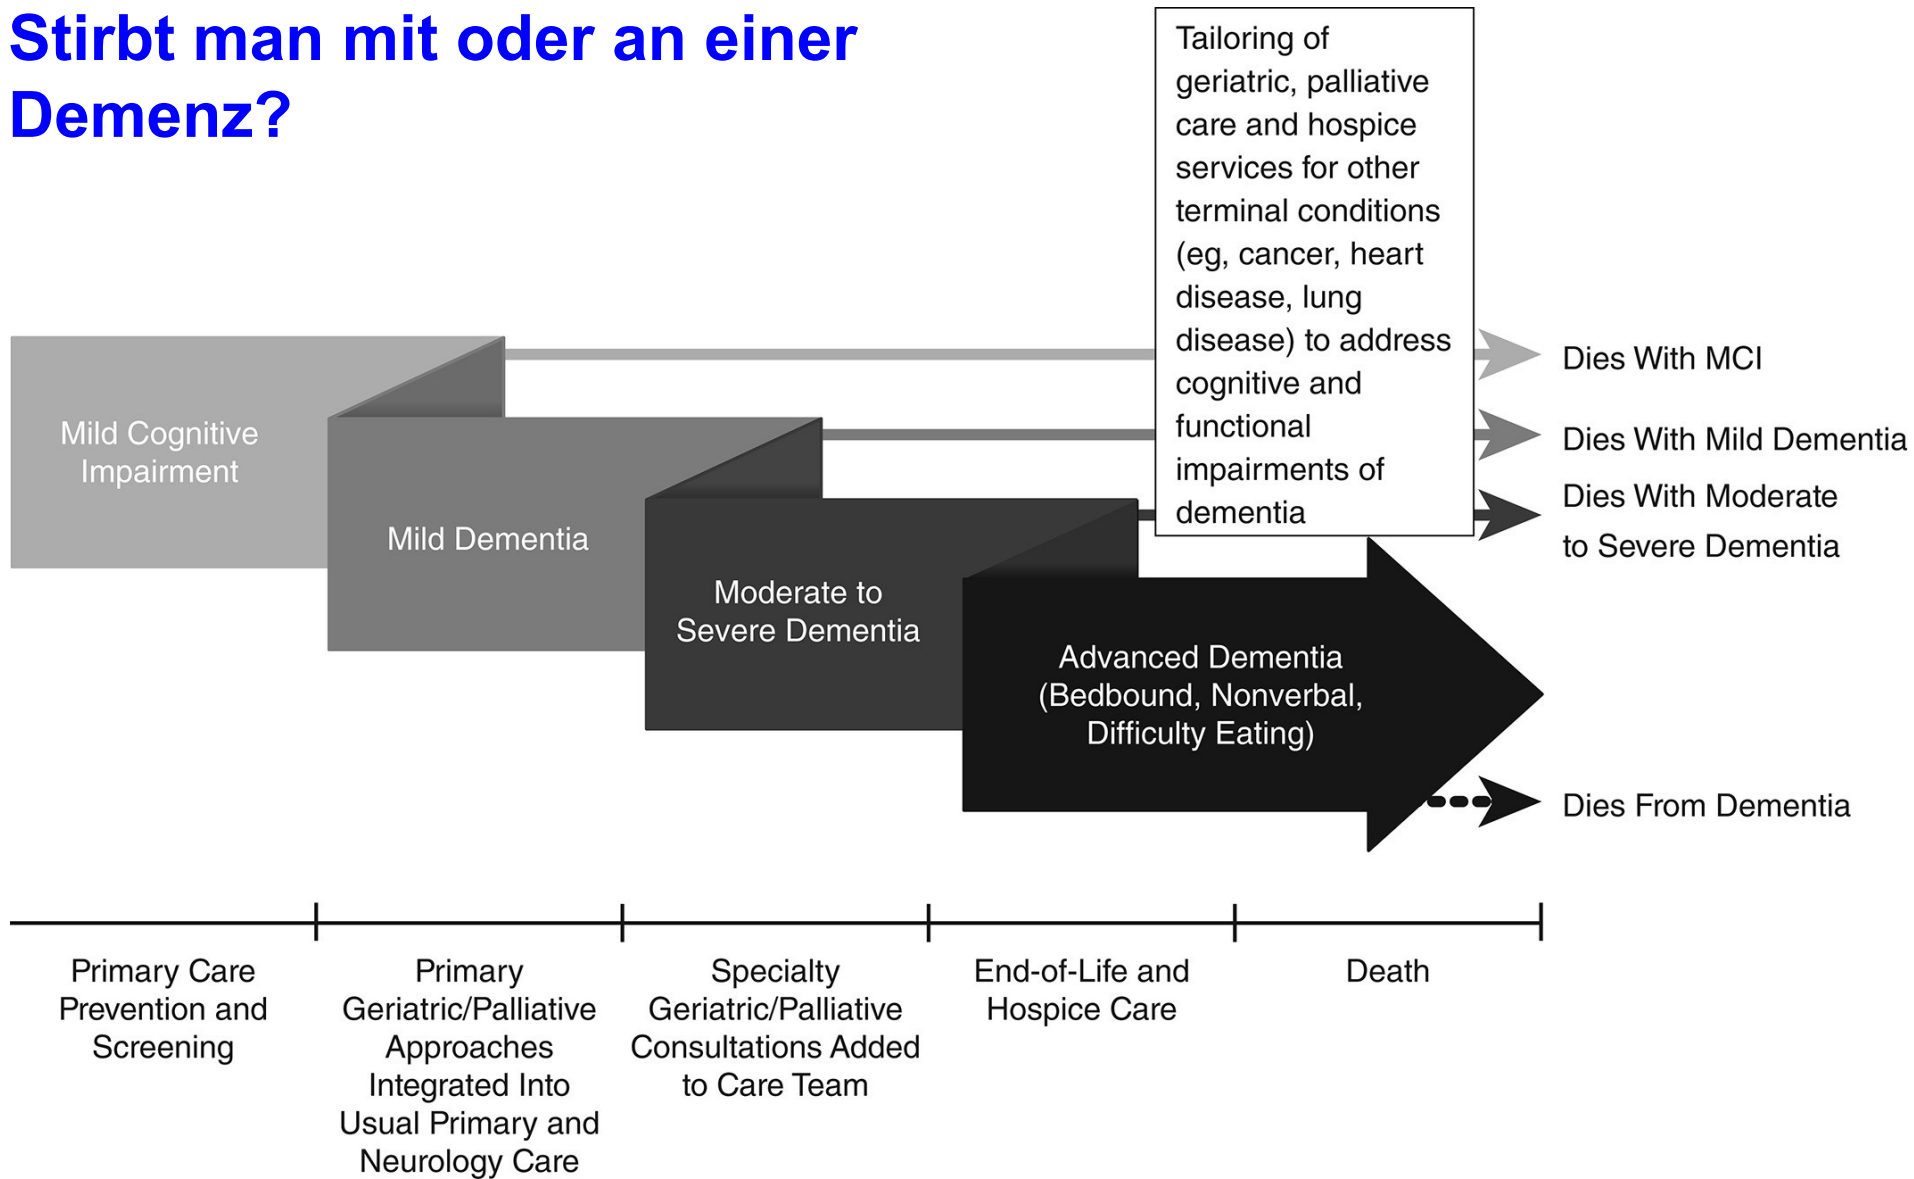 Stirbt man mit oder an einer
Demenz?
Tailoring of
geriatric, palliative
care and hospice
services for other
terminal conditions
(eg, cancer, heart
disease, lung
disease) to address
cognitive and
functional
impairments of
dementia
Dies With MCI
Dies With Mild Dementia
Dies With Moderate
to Severe Dementia
Mild Cognitive
Impairment
Mild Dementia
Moderate to
Severe Dementia
Advanced Dementia
(Bedbound, Nonverbal,
Difficulty Eating)
Dies From Dementia
Primary Care
Prevention and
Screening
Primary
Geriatric/Palliative
Approaches
Integrated Into
Usual Primary and
Neurology Care
Specialty
Geriatric/Palliative
Consultations Added
to Care Team
End-of-Life and
Hospice Care
Death